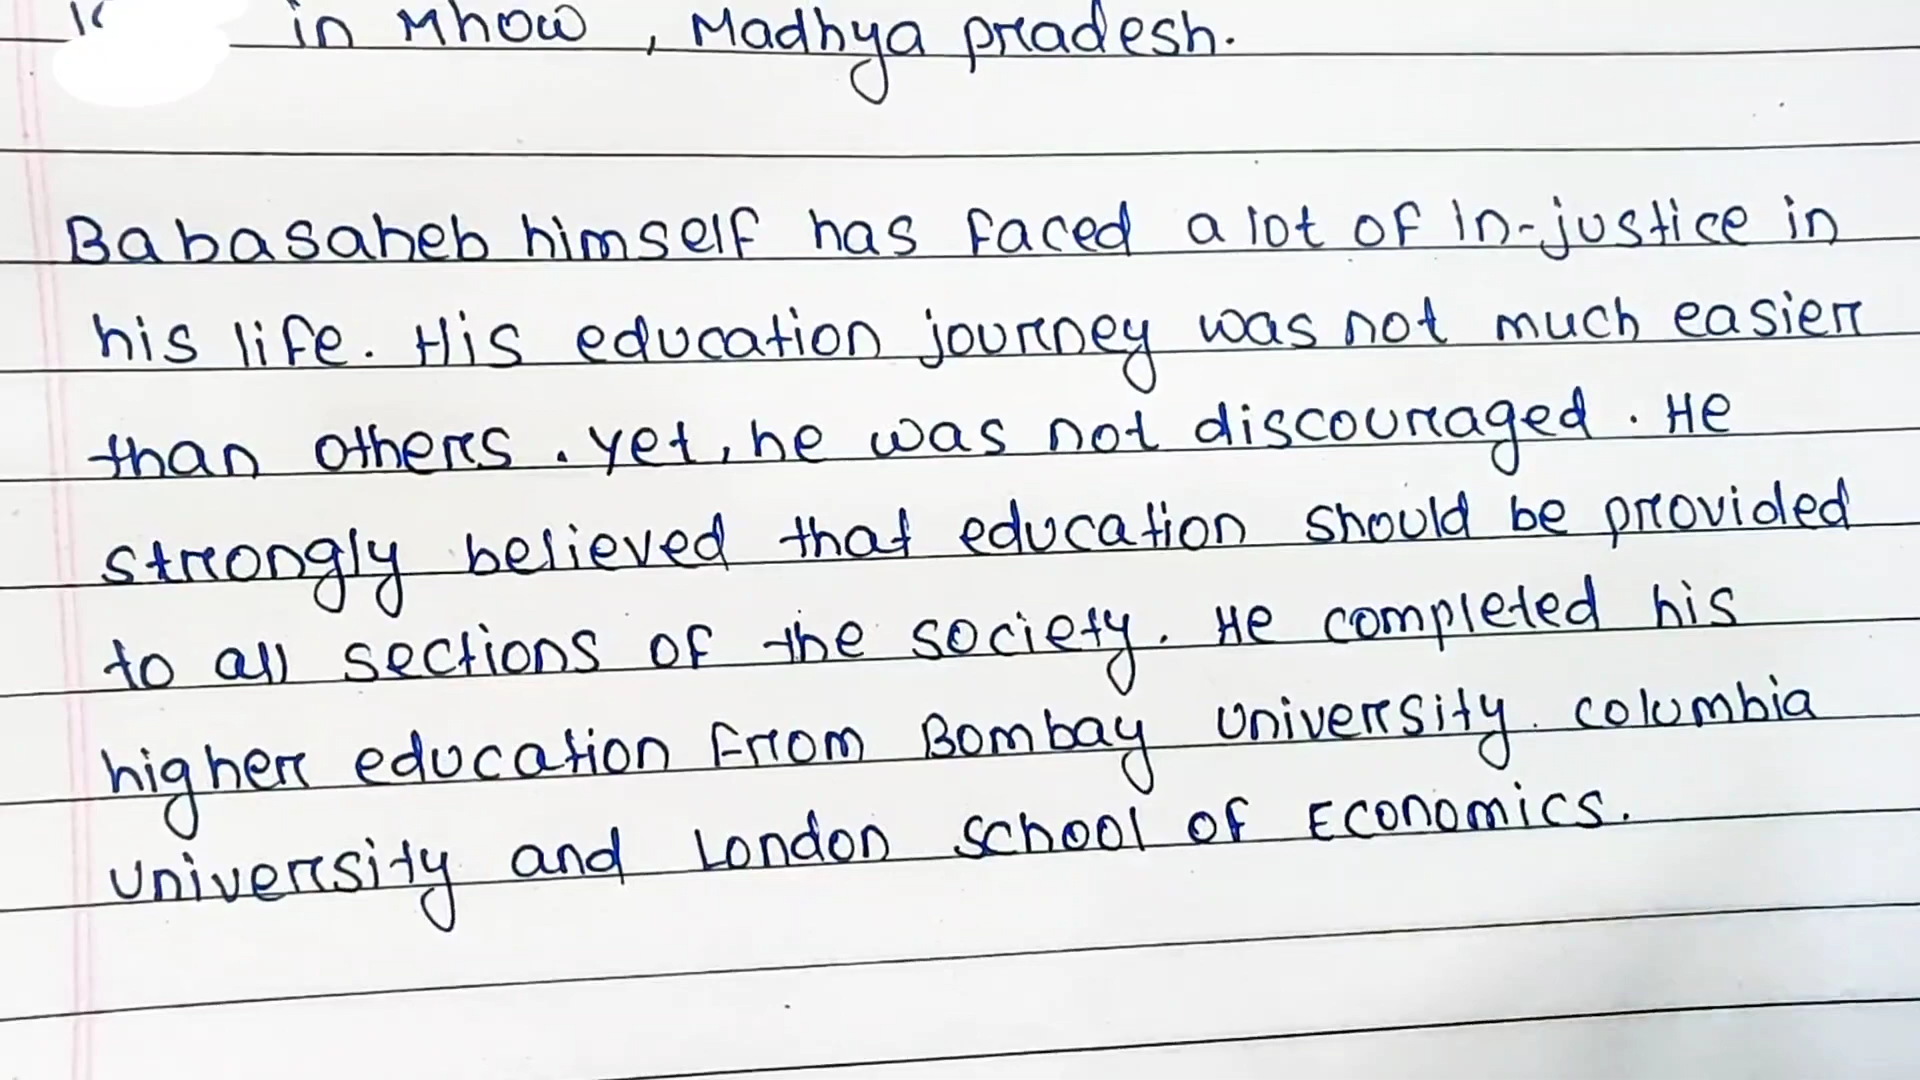 in Mhow, Madhya pradesh.
Babasaheb himself has faced a lot of in-justice in
his life. His education journey was not much easier
than others. yet, he was not discouraged. He
strongly believed that education should be provided
to all sections of the society. He completed his
higher education from Bombay University. columbia
University and London School of Economics.